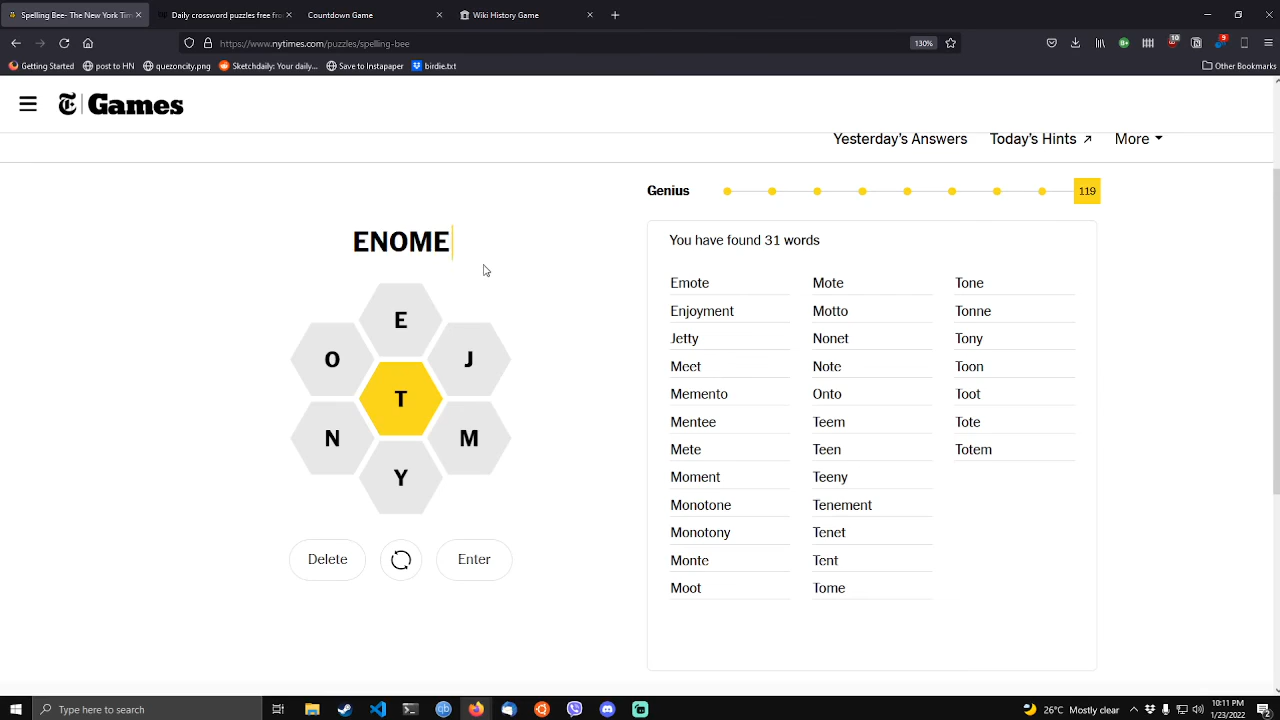 Spelling Bee- The New York Tim
Daily crossword puzzles free fro
Countdown Game
Wiki History Game
https://www.nytimes.com/puzzles/spelling-bee
130%
Getting Started
post to HN
quezoncity.png
Sketchdaily: Your daily...
Save to Instapaper
birdie.txt
Other Bookmarks
Games
Yesterday's Answers
Today's Hints
More
Genius
119
ENOME
You have found 31 words
Emote
Enjoyment
Jetty
Meet
Memento
Mentee
Mete
Moment
Monotone
Monotony
Monte
Moot
Mote
Motto
Nonet
Note
Onto
Teem
Teen
Teeny
Tenement
Tenet
Tent
Tome
Tone
Tonne
Tony
Toon
Toot
Tote
Totem
E
O
J
T
N
M
Y
Delete
Enter
Type here to search
26°C Mostly clear
10:11 PM
1/23/2022